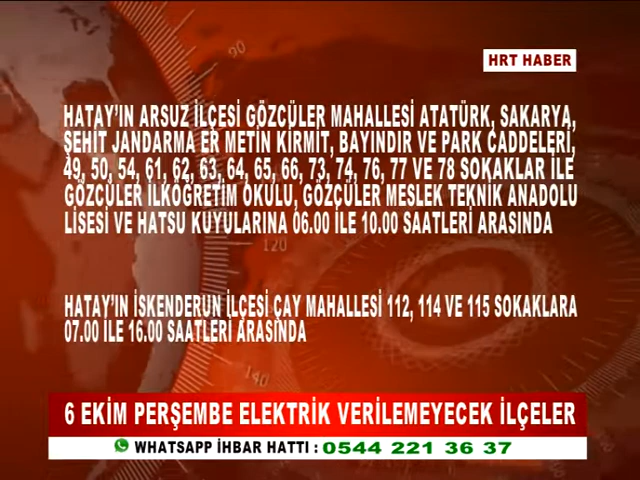 HRT HABER
HATAY'IN ARSUZ İLÇESİ GÖZCÜLER MAHALLESİ ATATÜRK, SAKARYA,
ŞEHİT JANDARMA ER METİN KIRMIT, BAYINDIR VE PARK CADDELERİ,
49, 50, 54, 61, 62, 63, 64, 65, 66, 73, 74, 76, 77 VE 78 SOKAKLAR İLE
GÖZCÜLER İLKÖĞRETİM OKULU, GÖZCÜLER MESLEK TEKNİK ANADOLU
LİSESİ VE HATSU KUYULARINA 06.00 İLE 10.00 SAATLERİ ARASINDA
HATAY'IN İSKENDERUN İLÇESİ ÇAY MAHALLESİ 112, 114 VE 115 SOKAKLARA
07.00 İLE 16.00 SAATLERİ ARASINDA
6 EKİM PERŞEMBE ELEKTRİK VERİLEMEYECEK İLÇELER
WHATSAPP İHBAR HATTI : 0544 221 36 37
90
120
140